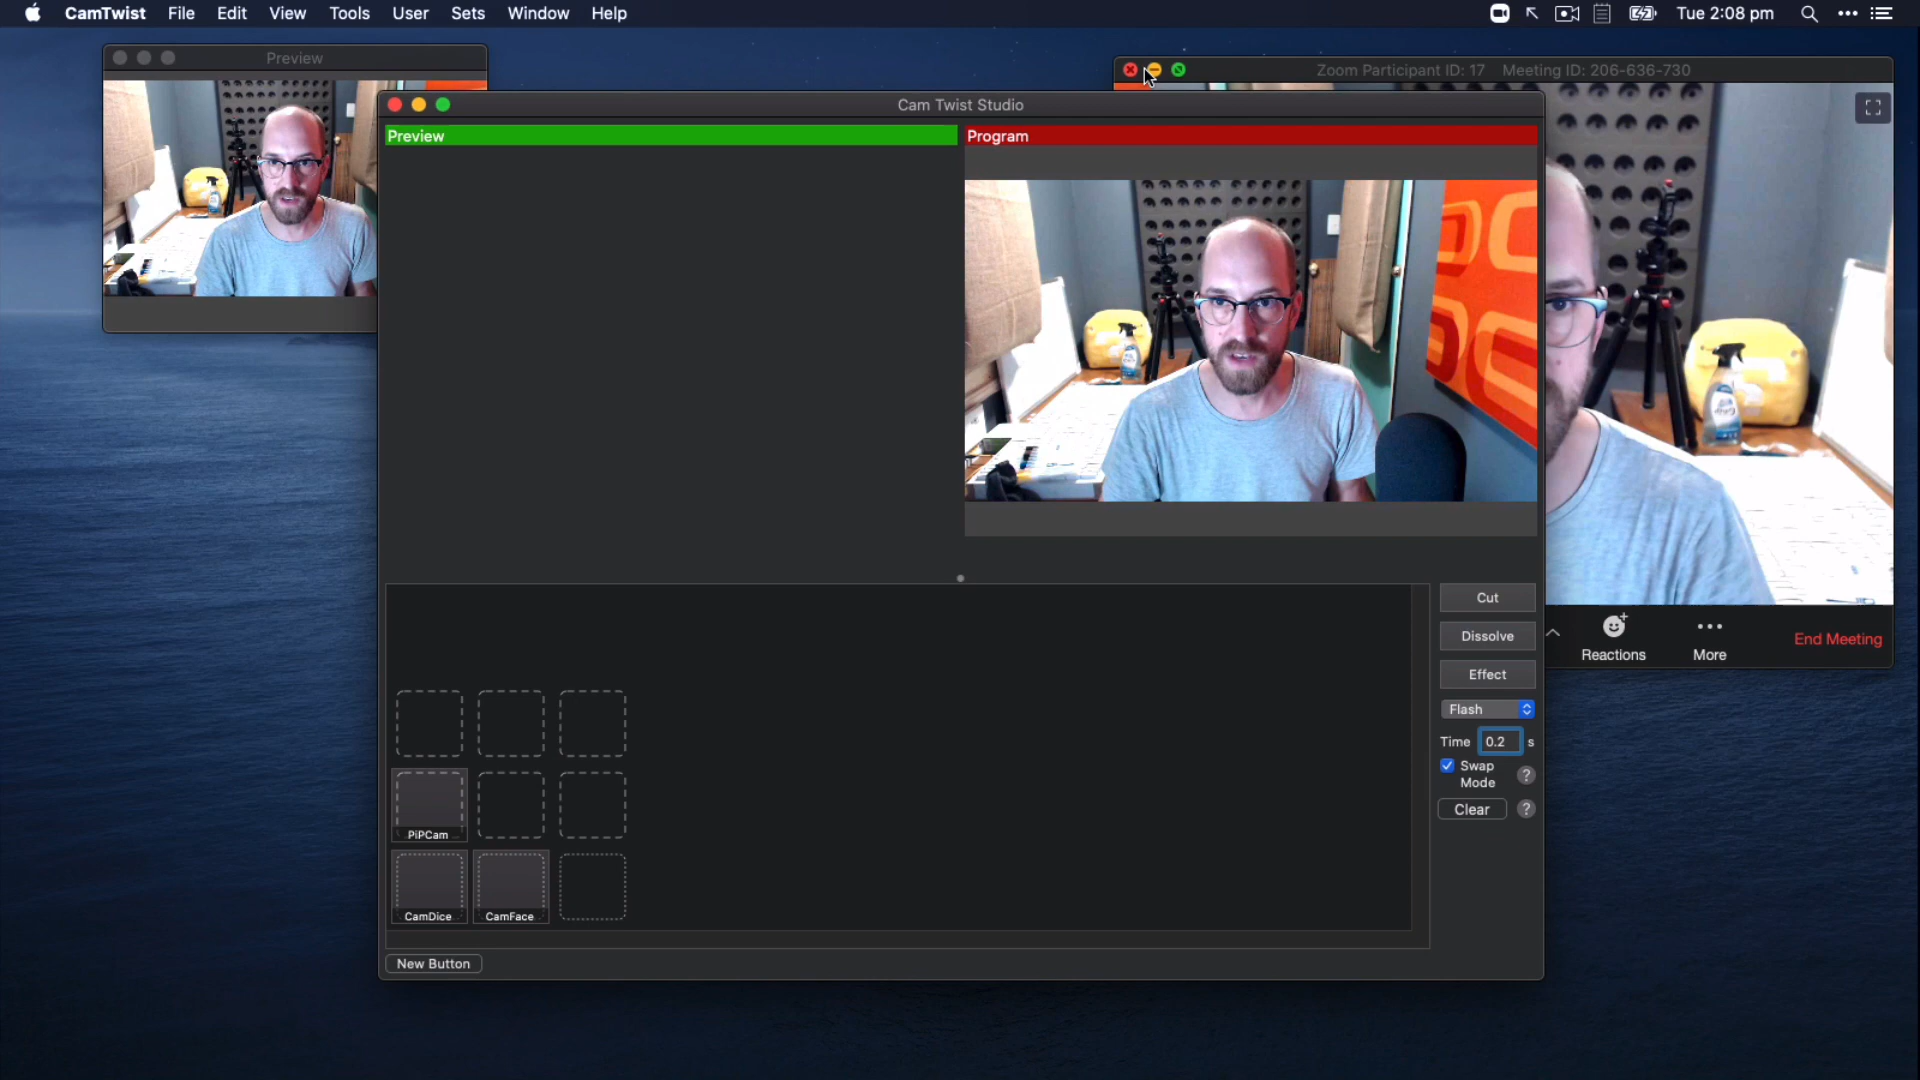 CamTwist File Edit View Tools User Sets Window Help Tue 2:08 pm
Preview
Zoom Participant ID: 17 Meeting ID: 206-636-730
Cam Twist Studio
Preview
Program
Cut
Dissolve
Effect
Flash
Time 0.2 s
Swap
Mode ?
Clear ?
PiPCam
CamDice
CamFace
New Button
Reactions
More
End Meeting